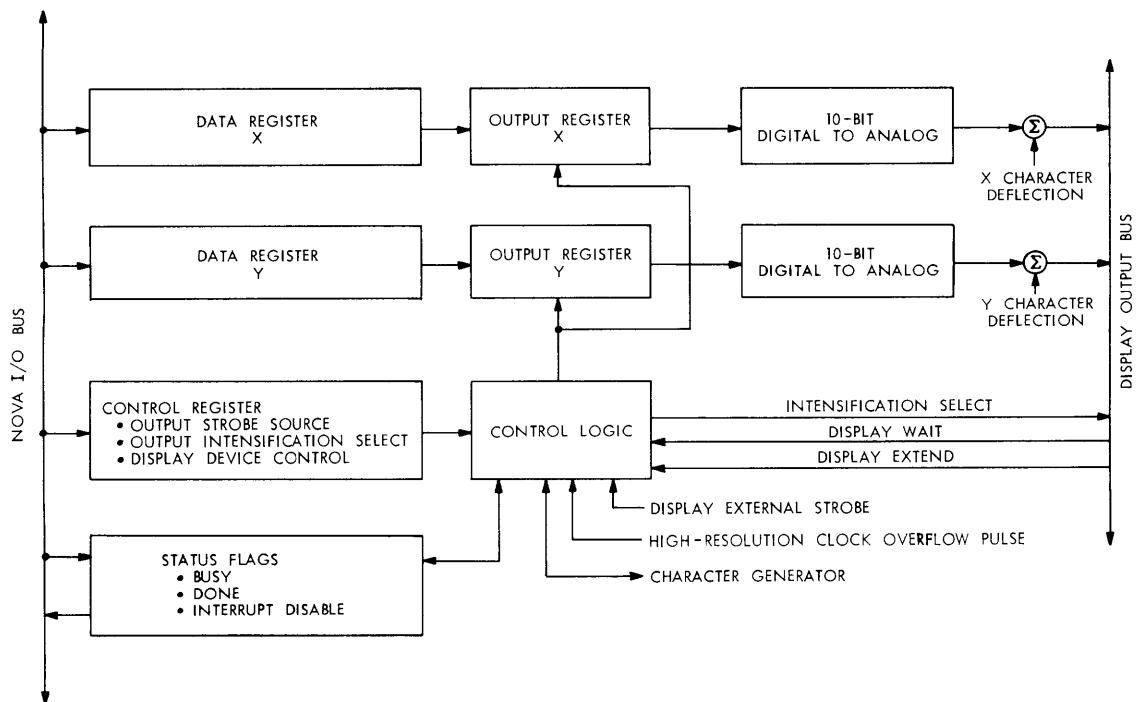 NOVA I/O BUS
DATA REGISTER
X
OUTPUT REGISTER
X
10-BIT
DIGITAL TO ANALOG
Σ
X CHARACTER
DEFLECTION
DATA REGISTER
Y
OUTPUT REGISTER
Y
10-BIT
DIGITAL TO ANALOG
Σ
Y CHARACTER
DEFLECTION
DISPLAY OUTPUT BUS
CONTROL REGISTER
• OUTPUT STROBE SOURCE
• OUTPUT INTENSIFICATION SELECT
• DISPLAY DEVICE CONTROL
CONTROL LOGIC
INTENSIFICATION SELECT
DISPLAY WAIT
DISPLAY EXTEND
DISPLAY EXTERNAL STROBE
HIGH-RESOLUTION CLOCK OVERFLOW PULSE
CHARACTER GENERATOR
STATUS FLAGS
• BUSY
• DONE
• INTERRUPT DISABLE